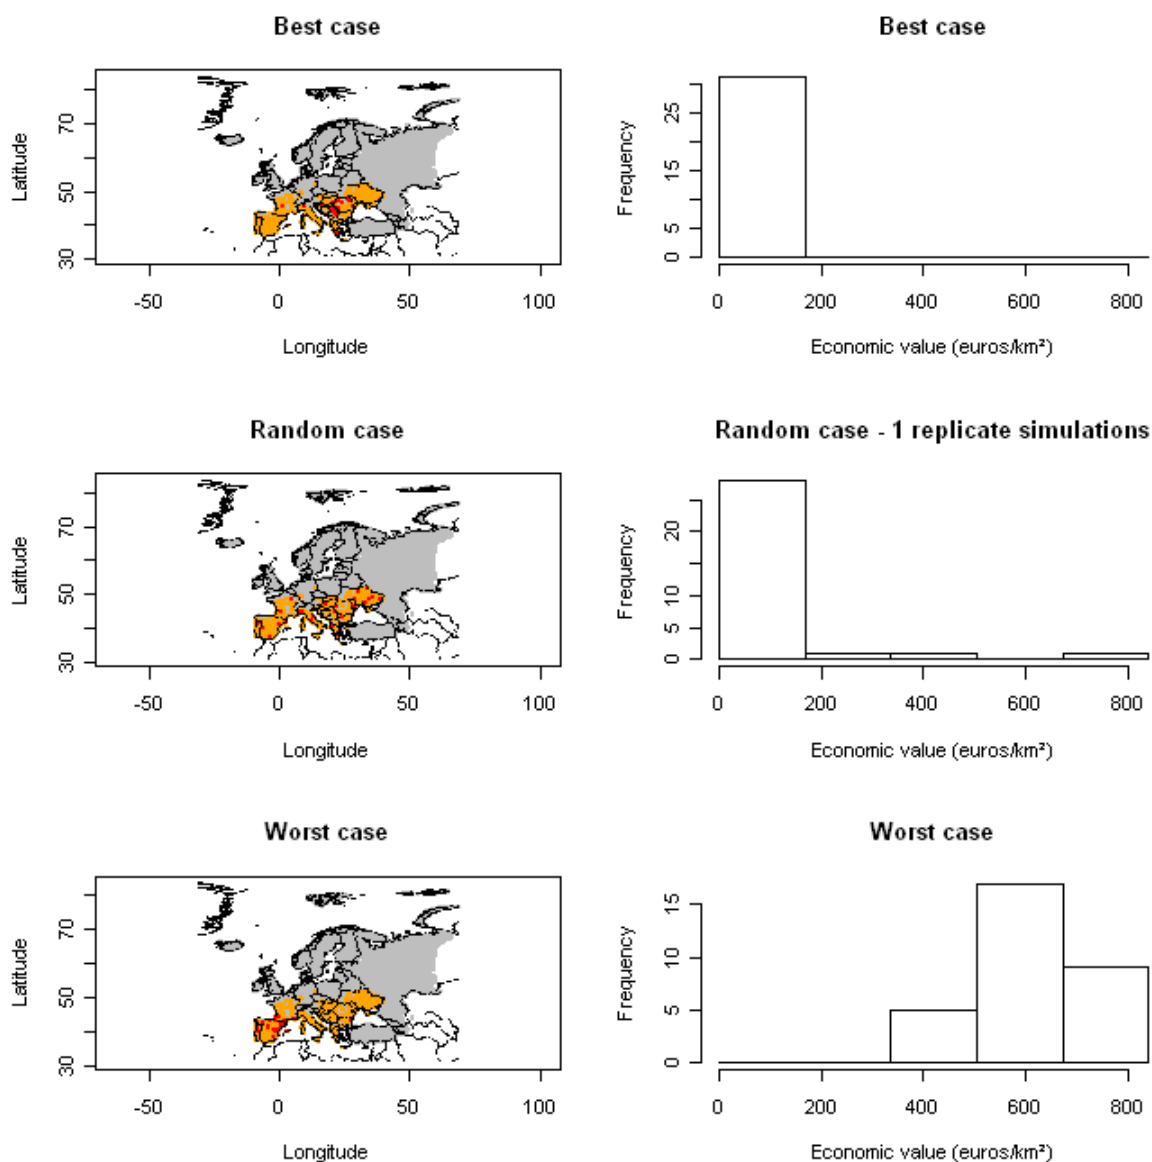 Best case
Latitude
70
50
30
-50 0 50 100
Longitude
Best case
Frequency
25
15
5
0
0 200 400 600 800
Economic value (euros/km²)
Random case
Latitude
70
50
30
-50 0 50 100
Longitude
Random case - 1 replicate simulations
Frequency
20
10
5
0
0 200 400 600 800
Economic value (euros/km²)
Worst case
Latitude
70
50
30
-50 0 50 100
Longitude
Worst case
Frequency
15
10
5
0
0 200 400 600 800
Economic value (euros/km²)